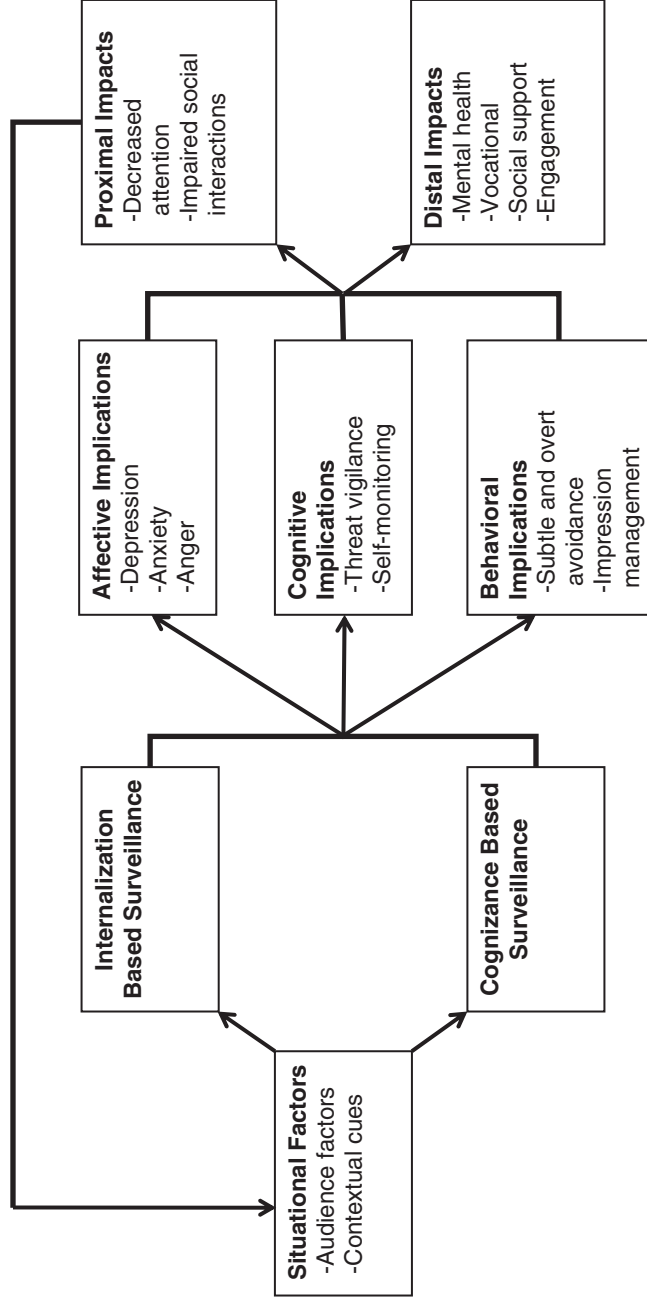 Situational Factors
-Audience factors
-Contextual cues
Internalization
Based Surveillance
Cognizance Based
Surveillance
Affective Implications
-Depression
-Anxiety
-Anger
Cognitive
Implications
-Threat vigilance
-Self-monitoring
Behavioral
Implications
-Subtle and overt
avoidance
-Impression
management
Proximal Impacts
-Decreased
attention
-Impaired social
interactions
Distal Impacts
-Mental health
-Vocational
-Social support
-Engagement